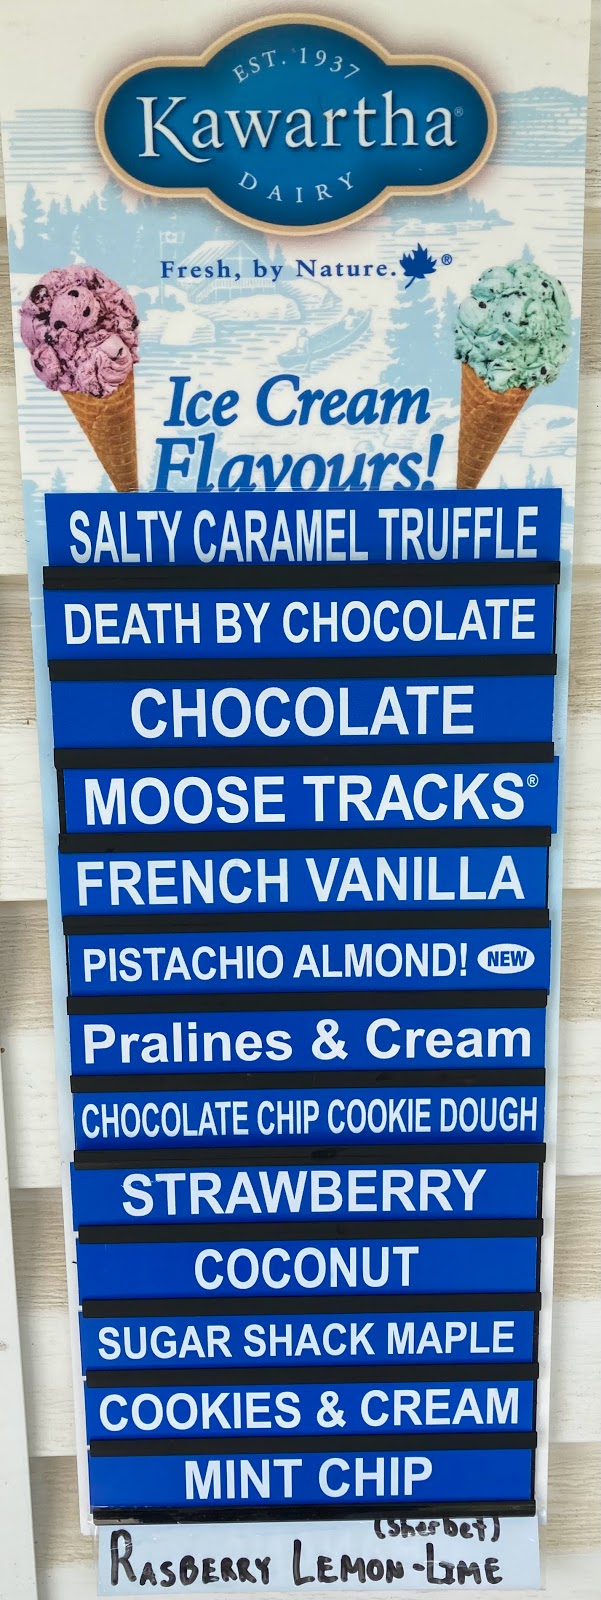 EST. 1937
Kawartha®
DAIRY
Fresh, by Nature.®
Ice Cream
Flavours!
SALTY CARAMEL TRUFFLE
DEATH BY CHOCOLATE
CHOCOLATE
MOOSE TRACKS®
FRENCH VANILLA
PISTACHIO ALMOND! NEW
Pralines & Cream
CHOCOLATE CHIP COOKIE DOUGH
STRAWBERRY
COCONUT
SUGAR SHACK MAPLE
COOKIES & CREAM
MINT CHIP
(Sherbet)
RASBERRY LEMON-LIME